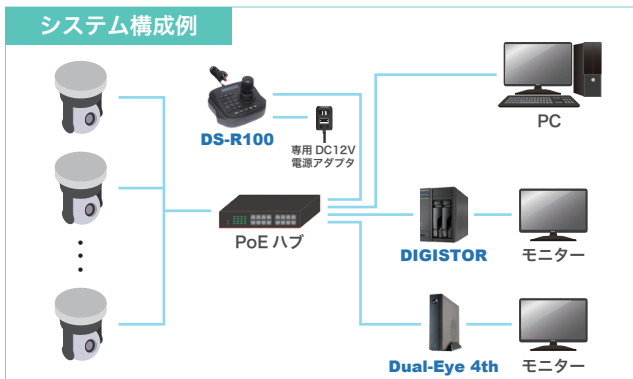 システム構成例
DS-R100
専用 DC12V
電源アダプタ
PC
PoE ハブ
DIGISTOR
モニター
Dual-Eye 4th
モニター